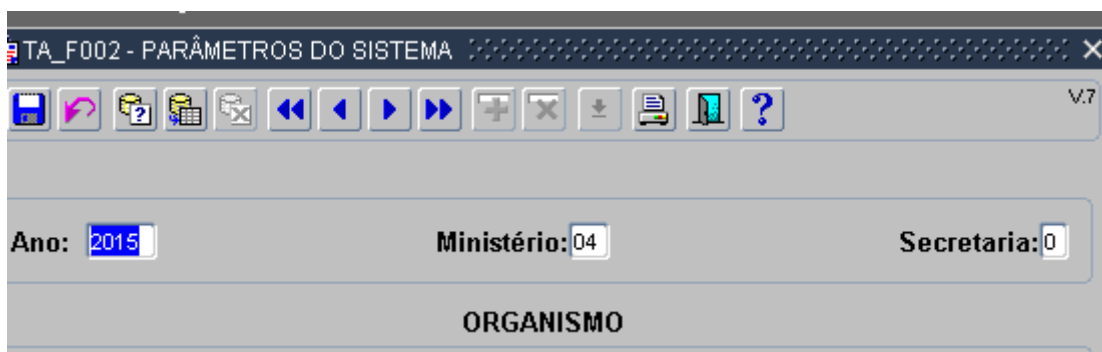 TA_F002 - PARÂMETROS DO SISTEMA
V.7
Ano: 2015 Ministério: 04 Secretaria: 0
ORGANISMO